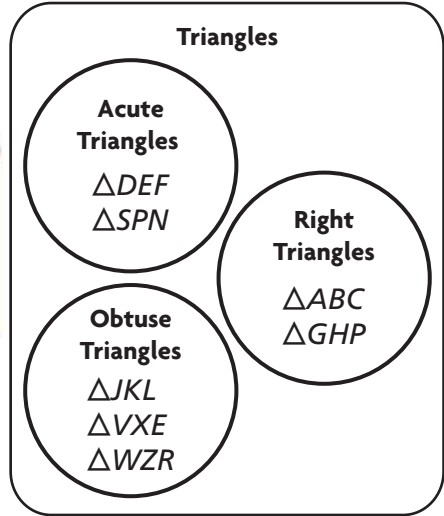 Triangles
Acute
Triangles
△DEF
△SPN
Right
Triangles
△ABC
△GHP
Obtuse
Triangles
△JKL
△VXE
△WZR